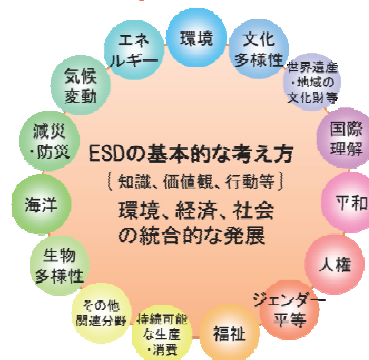 環境
文化
多様性
世界遺産
・地域の
文化財等
国際
理解
平和
人権
ジェンダー
平等
福祉
持続可能
な生産
・消費
その他
関連分野
生物
多様性
海洋
減災
・防災
気候
変動
エネ
ルギー
ESDの基本的な考え方
[知識、価値観、行動等]
環境、経済、社会
の統合的な発展